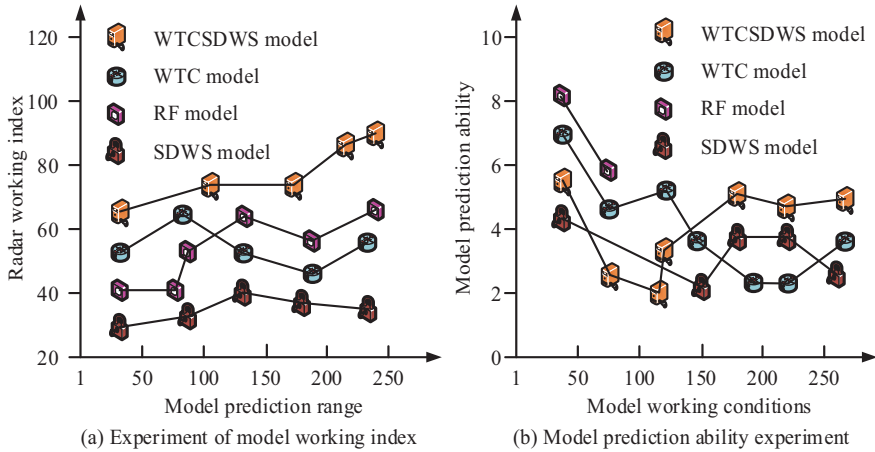 120
100
80
60
40
20
1
50
100
150
200
250
Radar working index
Model prediction range
WTCSDWS model
WTC model
RF model
SDWS model
(a) Experiment of model working index
10
8
6
4
2
0
1
50
100
150
200
250
Model prediction ability
Model working conditions
WTCSDWS model
WTC model
RF model
SDWS model
(b) Model prediction ability experiment